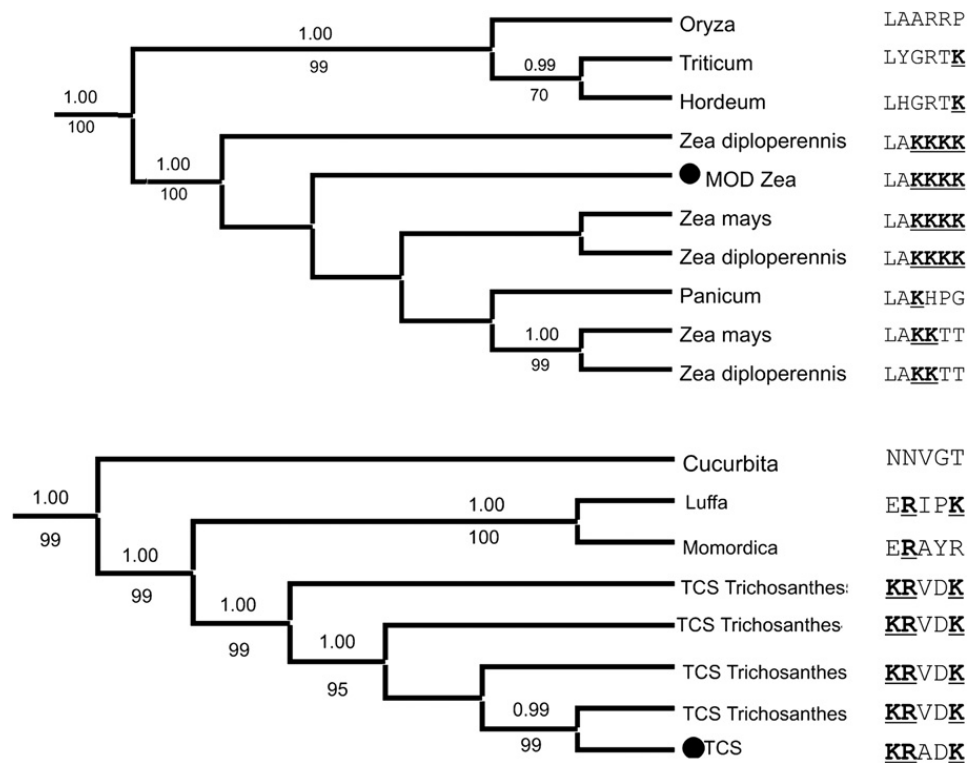 Oryza LAARRP
1.00
99
0.99
Triticum LYGRTK
70
Hordeum LHGRTK
1.00
100
Zea diploperennis LAKKKK
1.00
100
MOD Zea LAKKKK
Zea mays LAKKKK
Zea diploperennis LAKKKK
Panicum LAKHPG
1.00
Zea mays LAKKTT
99
Zea diploperennis LAKKTT
Cucurbita NNVGT
1.00
99
1.00
Luffa ERIPK
100
Momordica ERAYR
1.00
99
TCS Trichosanthes KRVDK
1.00
99
TCS Trichosanthes KRVDK
1.00
95
TCS Trichosanthes KRVDK
0.99
TCS Trichosanthes KRVDK
99
TCS KRADK